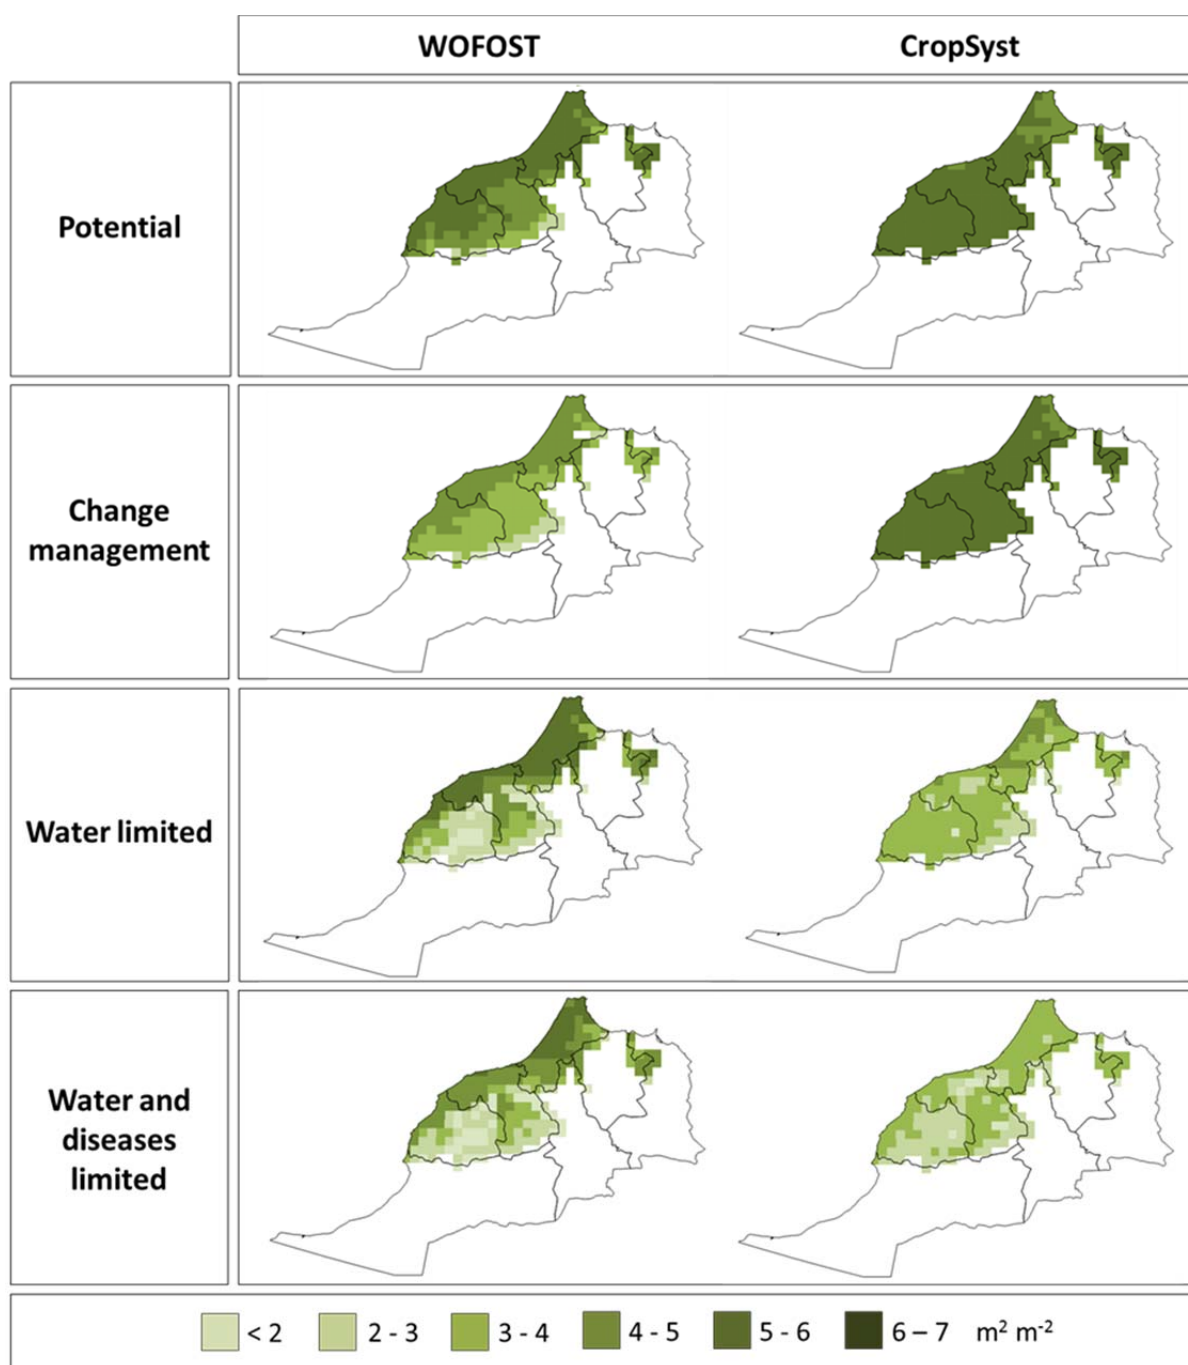 WOFOST
CropSyst
Potential
Change
management
Water limited
Water and
diseases
limited
< 2
2 - 3
3 - 4
4 - 5
5 - 6
6 – 7
m² m⁻²